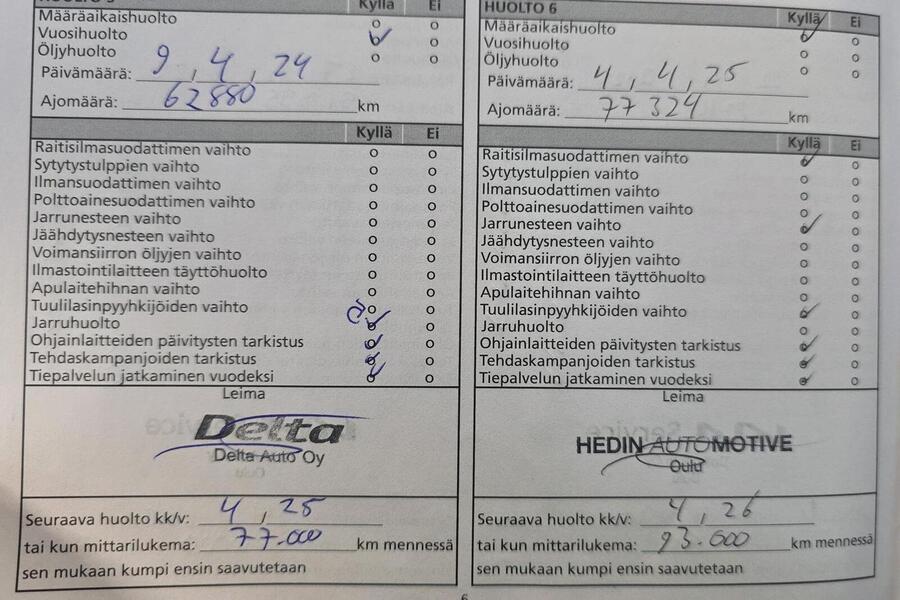 HUOLTO 5 Kyllä Ei
Määräaikaishuolto
Vuosihuolto
Öljyhuolto
Päivämäärä: 9 , 4 , 24
Ajomäärä: 62880 km
Kyllä Ei
Raitisilmasuodattimen vaihto
Sytytystulppien vaihto
Ilmansuodattimen vaihto
Polttoainesuodattimen vaihto
Jarrunesteen vaihto
Jäähdytysnesteen vaihto
Voimansiirron öljyjen vaihto
Ilmastointilaitteen täyttöhuolto
Apulaitehihnan vaihto
Tuulilasinpyyhkijöiden vaihto
Jarruhuolto
Ohjainlaitteiden päivitysten tarkistus
Tehdaskampanjoiden tarkistus
Tiepalvelun jatkaminen vuodeksi
Leima
Delta
Delta Auto Oy
Seuraava huolto kk/v: 4 , 25
tai kun mittarilukema: 77.000 km mennessä
sen mukaan kumpi ensin saavutetaan
HUOLTO 6 Kyllä Ei
Määräaikaishuolto
Vuosihuolto
Öljyhuolto
Päivämäärä: 4 , 4 , 25
Ajomäärä: 77 324 km
Kyllä Ei
Raitisilmasuodattimen vaihto
Sytytystulppien vaihto
Ilmansuodattimen vaihto
Polttoainesuodattimen vaihto
Jarrunesteen vaihto
Jäähdytysnesteen vaihto
Voimansiirron öljyjen vaihto
Ilmastointilaitteen täyttöhuolto
Apulaitehihnan vaihto
Tuulilasinpyyhkijöiden vaihto
Jarruhuolto
Ohjainlaitteiden päivitysten tarkistus
Tehdaskampanjoiden tarkistus
Tiepalvelun jatkaminen vuodeksi
Leima
HEDIN AUTOMOTIVE
Oulu
Seuraava huolto kk/v: 4 , 26
tai kun mittarilukema: 93.000 km mennessä
sen mukaan kumpi ensin saavutetaan
6